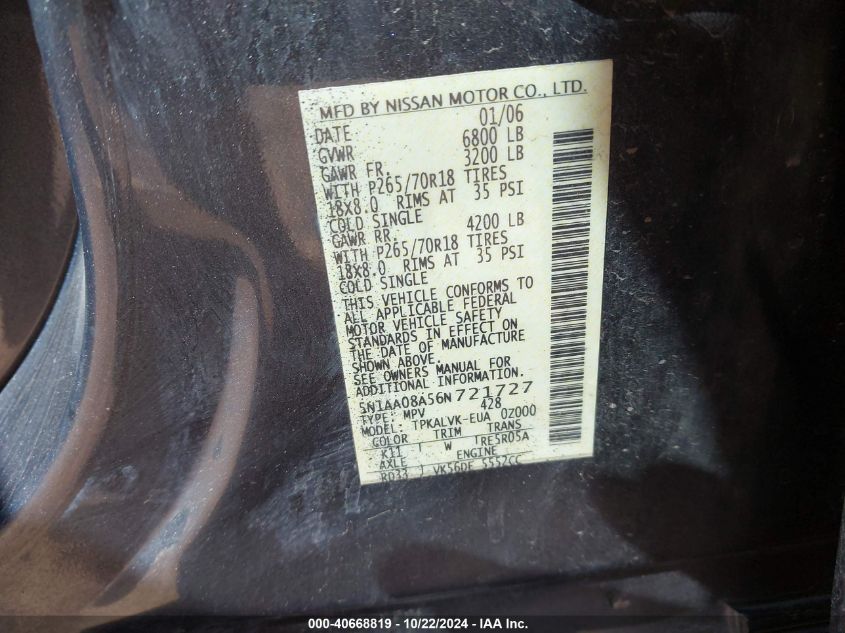 MFD BY NISSAN MOTOR CO., LTD.
DATE 01/06
GVWR 6800 LB
GAWR FR. 3200 LB
WITH P265/70R18 TIRES
18X8.0 RIMS AT 35 PSI
COLD SINGLE
GAWR RR. 4200 LB
WITH P265/70R18 TIRES
18X8.0 RIMS AT 35 PSI
COLD SINGLE
THIS VEHICLE CONFORMS TO
ALL APPLICABLE FEDERAL
MOTOR VEHICLE SAFETY
STANDARDS IN EFFECT ON
THE DATE OF MANUFACTURE
SHOWN ABOVE.
SEE OWNERS MANUAL FOR
ADDITIONAL INFORMATION.
5N1AA08A56N721727
TYPE: MPV 428
MODEL: TPKALVK-EUA 0Z000
COLOR TRIM TRANS
K11 W TRE5R05A
AXLE ENGINE
RD33 VK56DE 5552CC
000-40668819 - 10/22/2024 - IAA Inc.